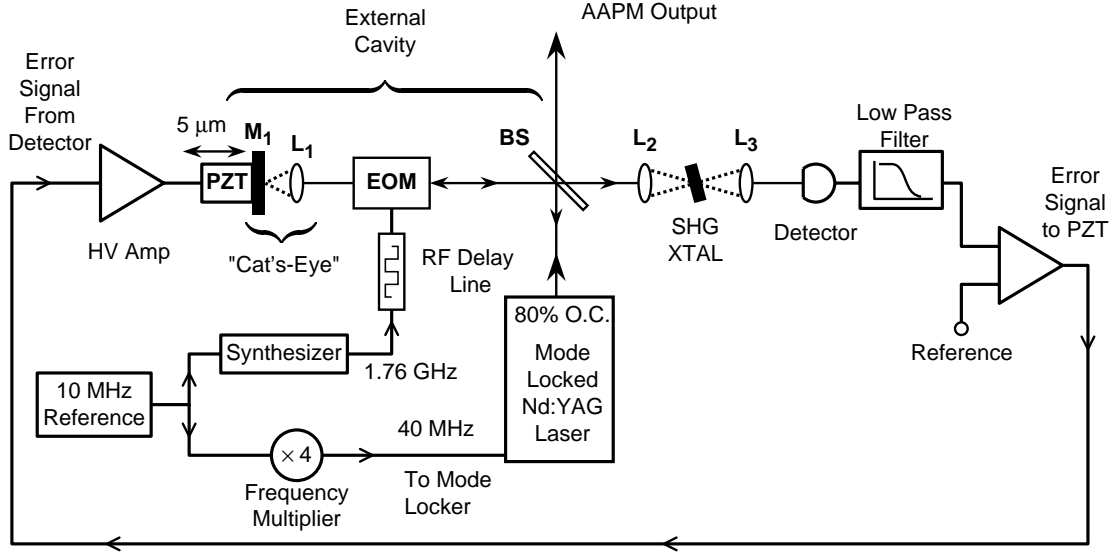 AAPM Output
External
Cavity
Error
Signal
From
Detector
5 µm
M1
L1
PZT
EOM
BS
L2
L3
Low Pass
Filter
Error
Signal
to PZT
HV Amp
"Cat's-Eye"
RF Delay
Line
SHG
XTAL
Detector
Reference
80% O.C.
Mode
Locked
Nd:YAG
Laser
Synthesizer
1.76 GHz
10 MHz
Reference
40 MHz
× 4
To Mode
Locker
Frequency
Multiplier